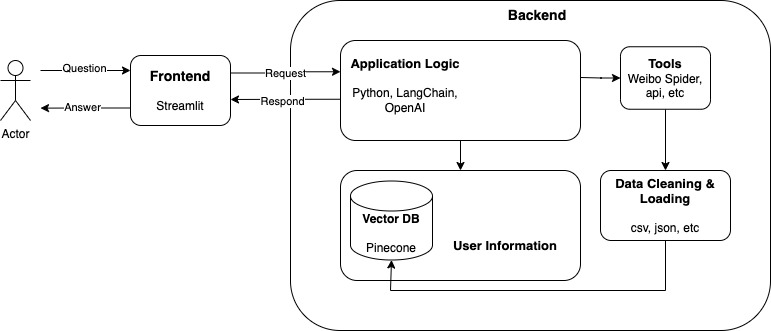 Backend
Question
Answer
Actor
Frontend
Streamlit
Request
Respond
Application Logic
Python, LangChain,
OpenAI
Tools
Weibo Spider,
api, etc
Vector DB
Pinecone
User Information
Data Cleaning &
Loading
csv, json, etc